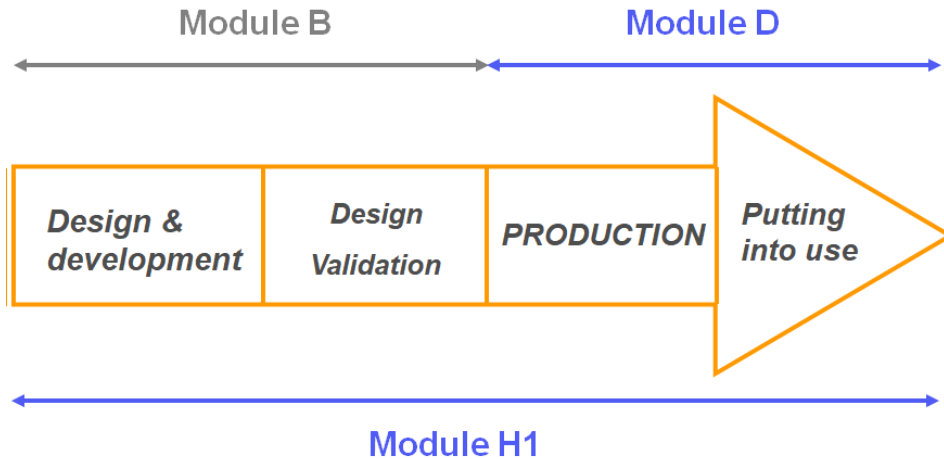 Module B
Module D
Design &
development
Design
Validation
PRODUCTION
Putting
into use
Module H1